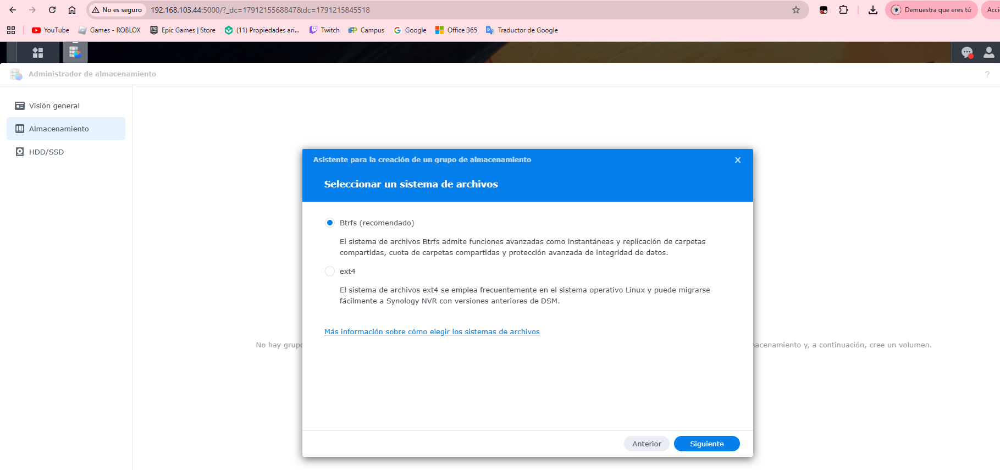 No es seguro 192.168.103.44:5000/?_dc=1791215568847&dc=1791215845518 Demuestra que eres tú Acci
YouTube Games - ROBLOX EPIC Epic Games | Store (11) Propiedades ari... Twitch IFP Campus Google Office 365 Traductor de Google
Administrador de almacenamiento ?
Visión general
Almacenamiento
HDD/SSD
Asistente para la creación de un grupo de almacenamiento
Seleccionar un sistema de archivos
Btrfs (recomendado)
El sistema de archivos Btrfs admite funciones avanzadas como instantáneas y replicación de carpetas
compartidas, cuota de carpetas compartidas y protección avanzada de integridad de datos.
ext4
El sistema de archivos ext4 se emplea frecuentemente en el sistema operativo Linux y puede migrarse
fácilmente a Synology NVR con versiones anteriores de DSM.
Más información sobre cómo elegir los sistemas de archivos
No hay grupo macenamiento y, a continuación, cree un volumen.
Anterior Siguiente